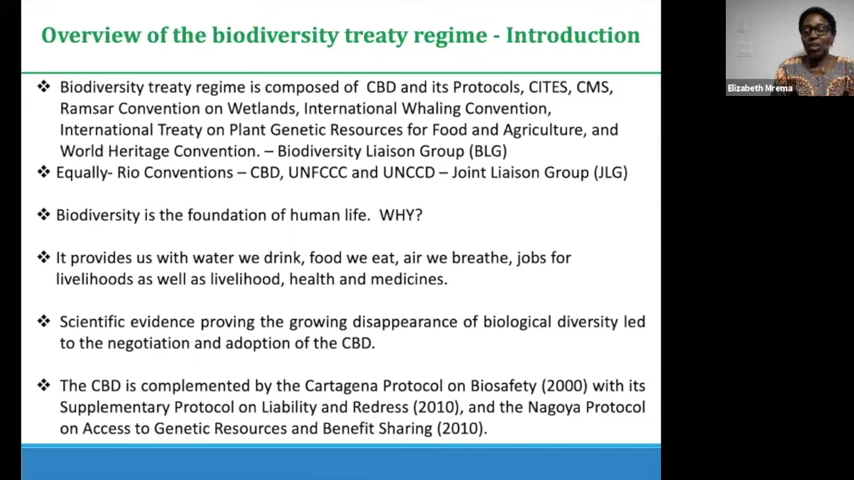 Overview of the biodiversity treaty regime - Introduction
❖ Biodiversity treaty regime is composed of CBD and its Protocols, CITES, CMS,
Ramsar Convention on Wetlands, International Whaling Convention,
International Treaty on Plant Genetic Resources for Food and Agriculture, and
World Heritage Convention. – Biodiversity Liaison Group (BLG)
❖ Equally- Rio Conventions – CBD, UNFCCC and UNCCD – Joint Liaison Group (JLG)
❖ Biodiversity is the foundation of human life. WHY?
❖ It provides us with water we drink, food we eat, air we breathe, jobs for
livelihoods as well as livelihood, health and medicines.
❖ Scientific evidence proving the growing disappearance of biological diversity led
to the negotiation and adoption of the CBD.
❖ The CBD is complemented by the Cartagena Protocol on Biosafety (2000) with its
Supplementary Protocol on Liability and Redress (2010), and the Nagoya Protocol
on Access to Genetic Resources and Benefit Sharing (2010).
Elizabeth Mrema